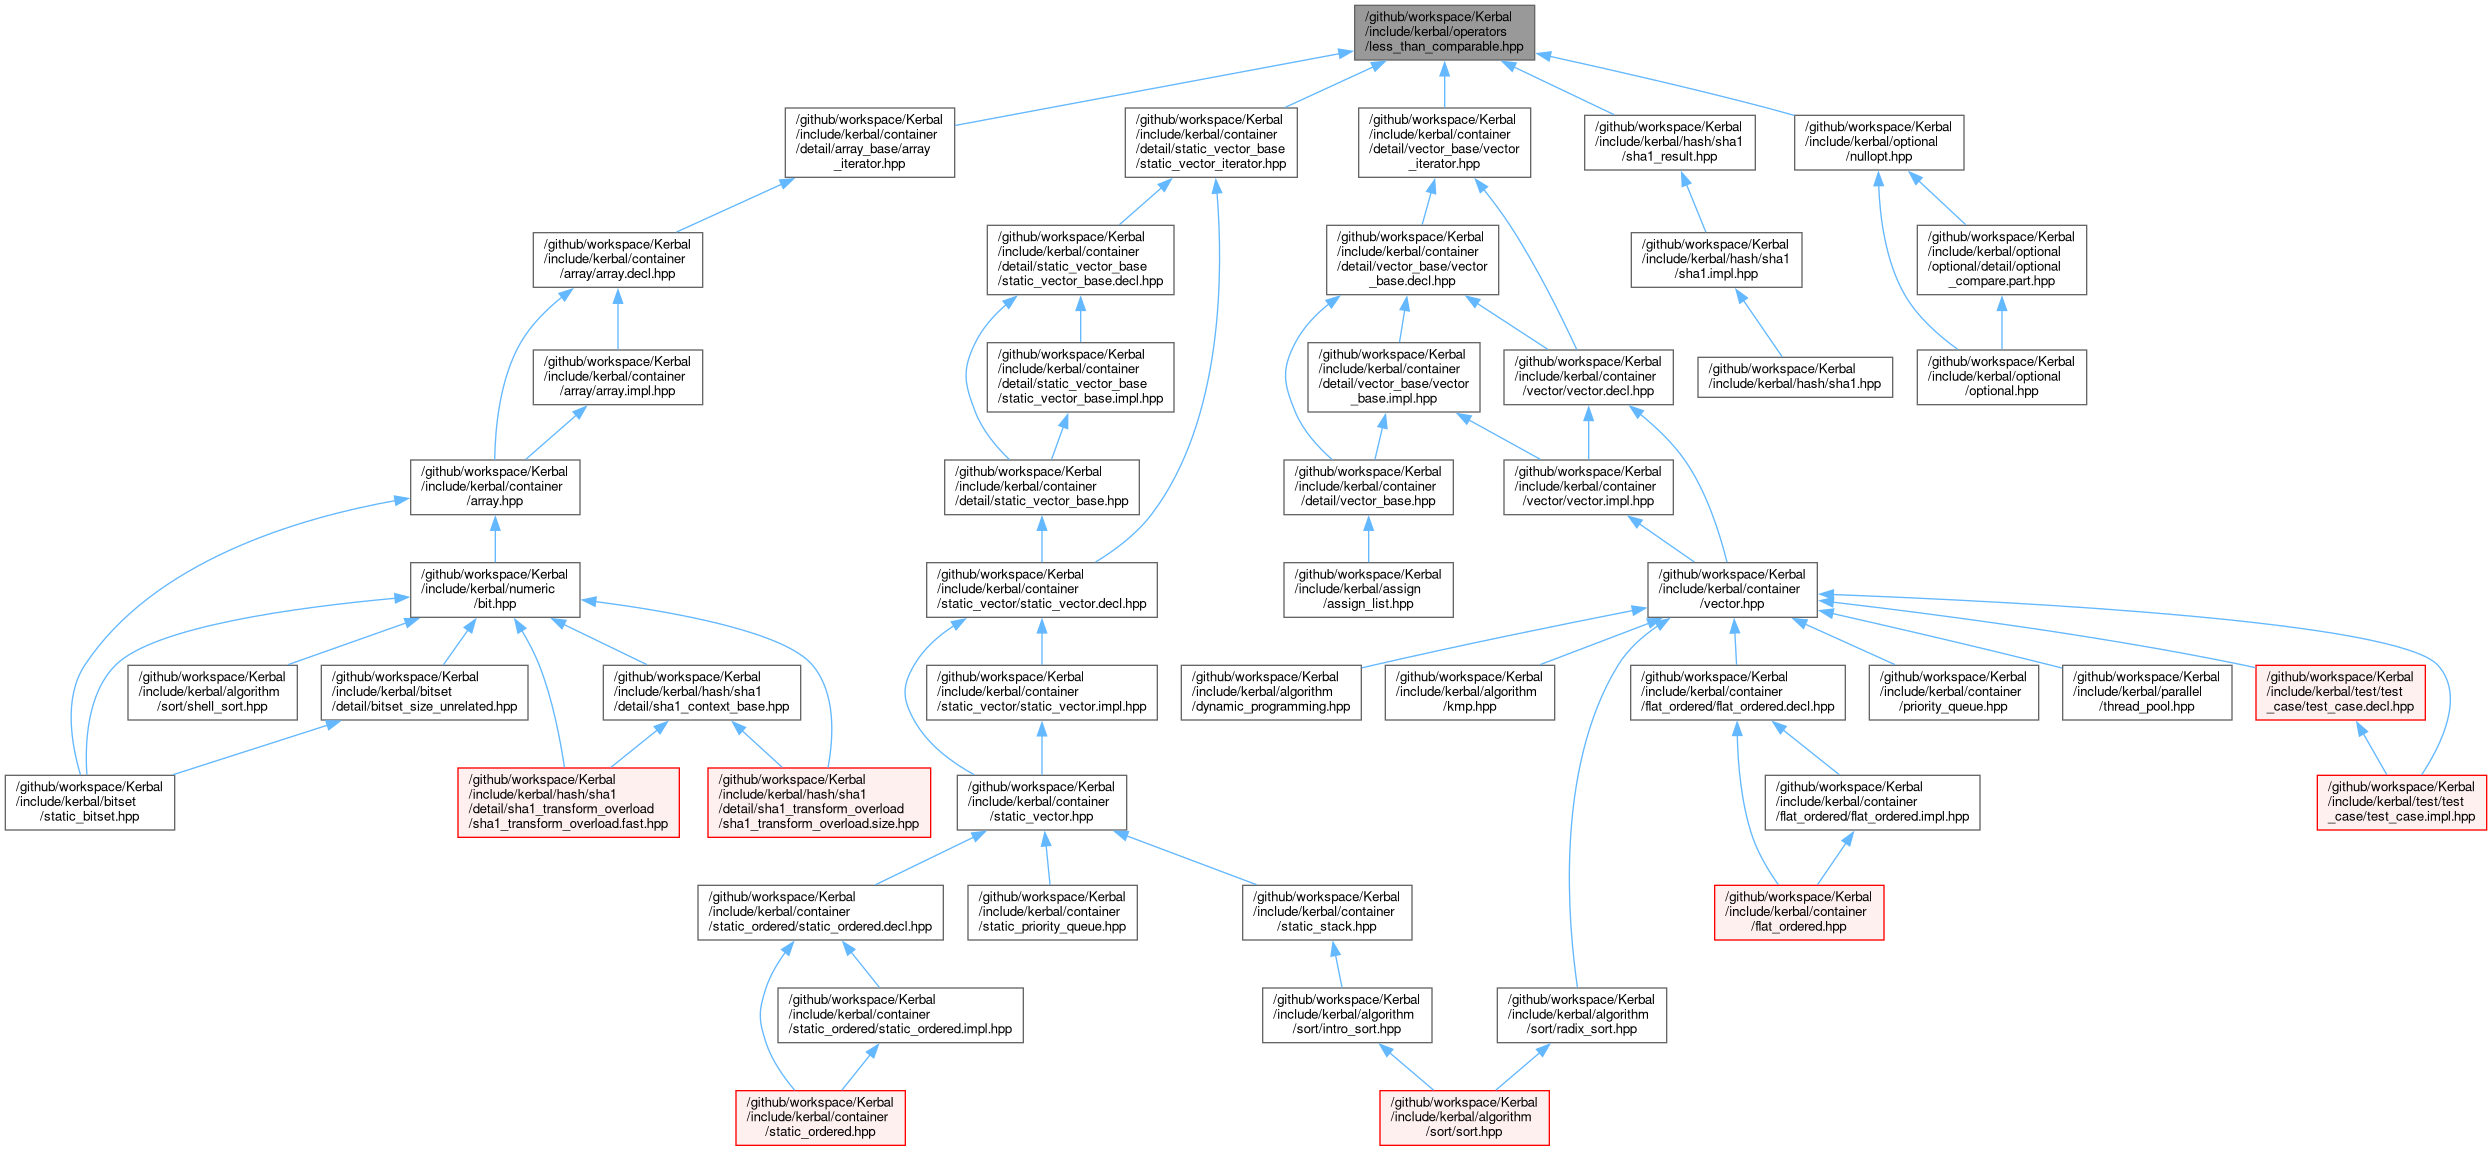 /github/workspace/Kerbal
/include/kerbal/operators
/less_than_comparable.hpp
/github/workspace/Kerbal
/include/kerbal/container
/detail/array_base/array
_iterator.hpp
/github/workspace/Kerbal
/include/kerbal/container
/detail/static_vector_base
/static_vector_iterator.hpp
/github/workspace/Kerbal
/include/kerbal/container
/detail/vector_base/vector
_iterator.hpp
/github/workspace/Kerbal
/include/kerbal/hash/sha1
/sha1_result.hpp
/github/workspace/Kerbal
/include/kerbal/optional
/nullopt.hpp
/github/workspace/Kerbal
/include/kerbal/container
/array/array.decl.hpp
/github/workspace/Kerbal
/include/kerbal/container
/detail/static_vector_base
/static_vector_base.decl.hpp
/github/workspace/Kerbal
/include/kerbal/container
/detail/vector_base/vector
_base.decl.hpp
/github/workspace/Kerbal
/include/kerbal/hash/sha1
/sha1.impl.hpp
/github/workspace/Kerbal
/include/kerbal/optional
/optional/detail/optional
_compare.part.hpp
/github/workspace/Kerbal
/include/kerbal/container
/array/array.impl.hpp
/github/workspace/Kerbal
/include/kerbal/container
/detail/static_vector_base
/static_vector_base.impl.hpp
/github/workspace/Kerbal
/include/kerbal/container
/detail/vector_base/vector
_base.impl.hpp
/github/workspace/Kerbal
/include/kerbal/container
/vector/vector.decl.hpp
/github/workspace/Kerbal
/include/kerbal/hash/sha1.hpp
/github/workspace/Kerbal
/include/kerbal/optional
/optional.hpp
/github/workspace/Kerbal
/include/kerbal/container
/array.hpp
/github/workspace/Kerbal
/include/kerbal/container
/detail/static_vector_base.hpp
/github/workspace/Kerbal
/include/kerbal/container
/detail/vector_base.hpp
/github/workspace/Kerbal
/include/kerbal/container
/vector/vector.impl.hpp
/github/workspace/Kerbal
/include/kerbal/numeric
/bit.hpp
/github/workspace/Kerbal
/include/kerbal/container
/static_vector/static_vector.decl.hpp
/github/workspace/Kerbal
/include/kerbal/assign
/assign_list.hpp
/github/workspace/Kerbal
/include/kerbal/container
/vector.hpp
/github/workspace/Kerbal
/include/kerbal/algorithm
/sort/shell_sort.hpp
/github/workspace/Kerbal
/include/kerbal/bitset
/detail/bitset_size_unrelated.hpp
/github/workspace/Kerbal
/include/kerbal/hash/sha1
/detail/sha1_context_base.hpp
/github/workspace/Kerbal
/include/kerbal/container
/static_vector/static_vector.impl.hpp
/github/workspace/Kerbal
/include/kerbal/algorithm
/dynamic_programming.hpp
/github/workspace/Kerbal
/include/kerbal/algorithm
/kmp.hpp
/github/workspace/Kerbal
/include/kerbal/container
/flat_ordered/flat_ordered.decl.hpp
/github/workspace/Kerbal
/include/kerbal/container
/priority_queue.hpp
/github/workspace/Kerbal
/include/kerbal/parallel
/thread_pool.hpp
/github/workspace/Kerbal
/include/kerbal/test/test
_case/test_case.decl.hpp
/github/workspace/Kerbal
/include/kerbal/bitset
/static_bitset.hpp
/github/workspace/Kerbal
/include/kerbal/hash/sha1
/detail/sha1_transform_overload
/sha1_transform_overload.fast.hpp
/github/workspace/Kerbal
/include/kerbal/hash/sha1
/detail/sha1_transform_overload
/sha1_transform_overload.size.hpp
/github/workspace/Kerbal
/include/kerbal/container
/static_vector.hpp
/github/workspace/Kerbal
/include/kerbal/container
/flat_ordered/flat_ordered.impl.hpp
/github/workspace/Kerbal
/include/kerbal/test/test
_case/test_case.impl.hpp
/github/workspace/Kerbal
/include/kerbal/container
/static_ordered/static_ordered.decl.hpp
/github/workspace/Kerbal
/include/kerbal/container
/static_priority_queue.hpp
/github/workspace/Kerbal
/include/kerbal/container
/static_stack.hpp
/github/workspace/Kerbal
/include/kerbal/container
/flat_ordered.hpp
/github/workspace/Kerbal
/include/kerbal/container
/static_ordered/static_ordered.impl.hpp
/github/workspace/Kerbal
/include/kerbal/algorithm
/sort/intro_sort.hpp
/github/workspace/Kerbal
/include/kerbal/algorithm
/sort/radix_sort.hpp
/github/workspace/Kerbal
/include/kerbal/container
/static_ordered.hpp
/github/workspace/Kerbal
/include/kerbal/algorithm
/sort/sort.hpp